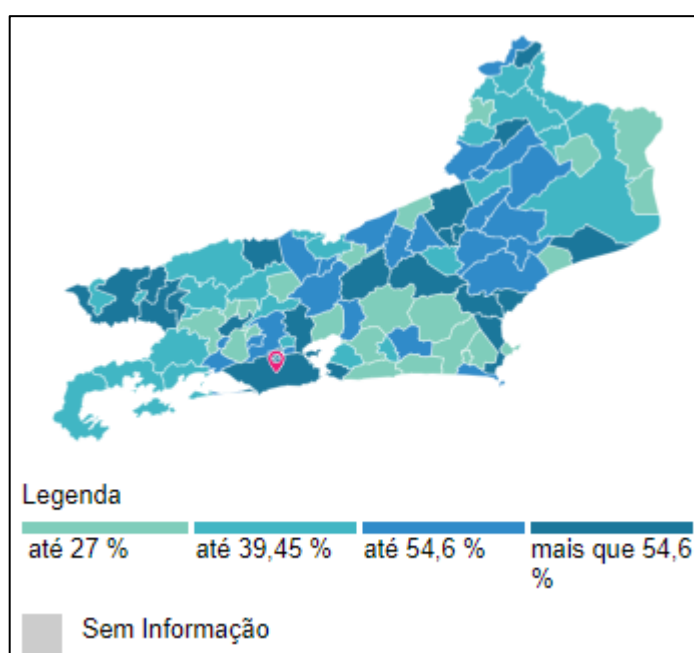 Legenda
até 27 %
até 39,45 %
até 54,6 %
mais que 54,6
%
Sem Informação